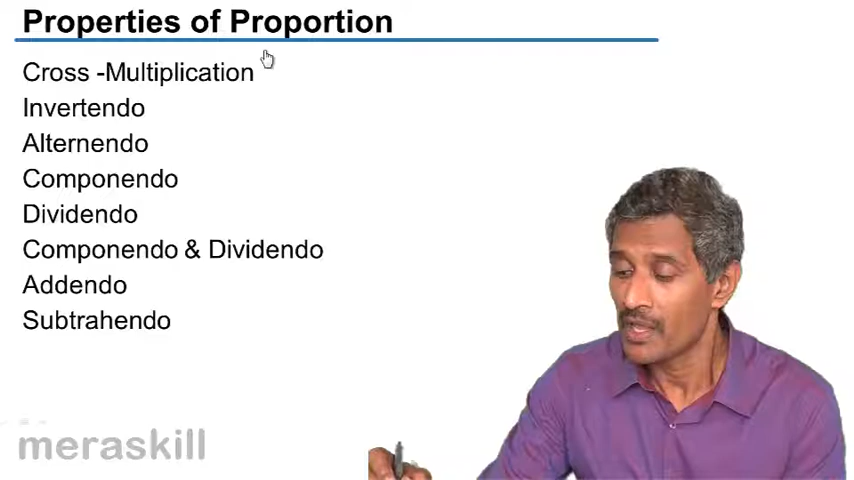 Properties of Proportion
Cross -Multiplication
Invertendo
Alternendo
Componendo
Dividendo
Componendo & Dividendo
Addendo
Subtrahendo
meraskill